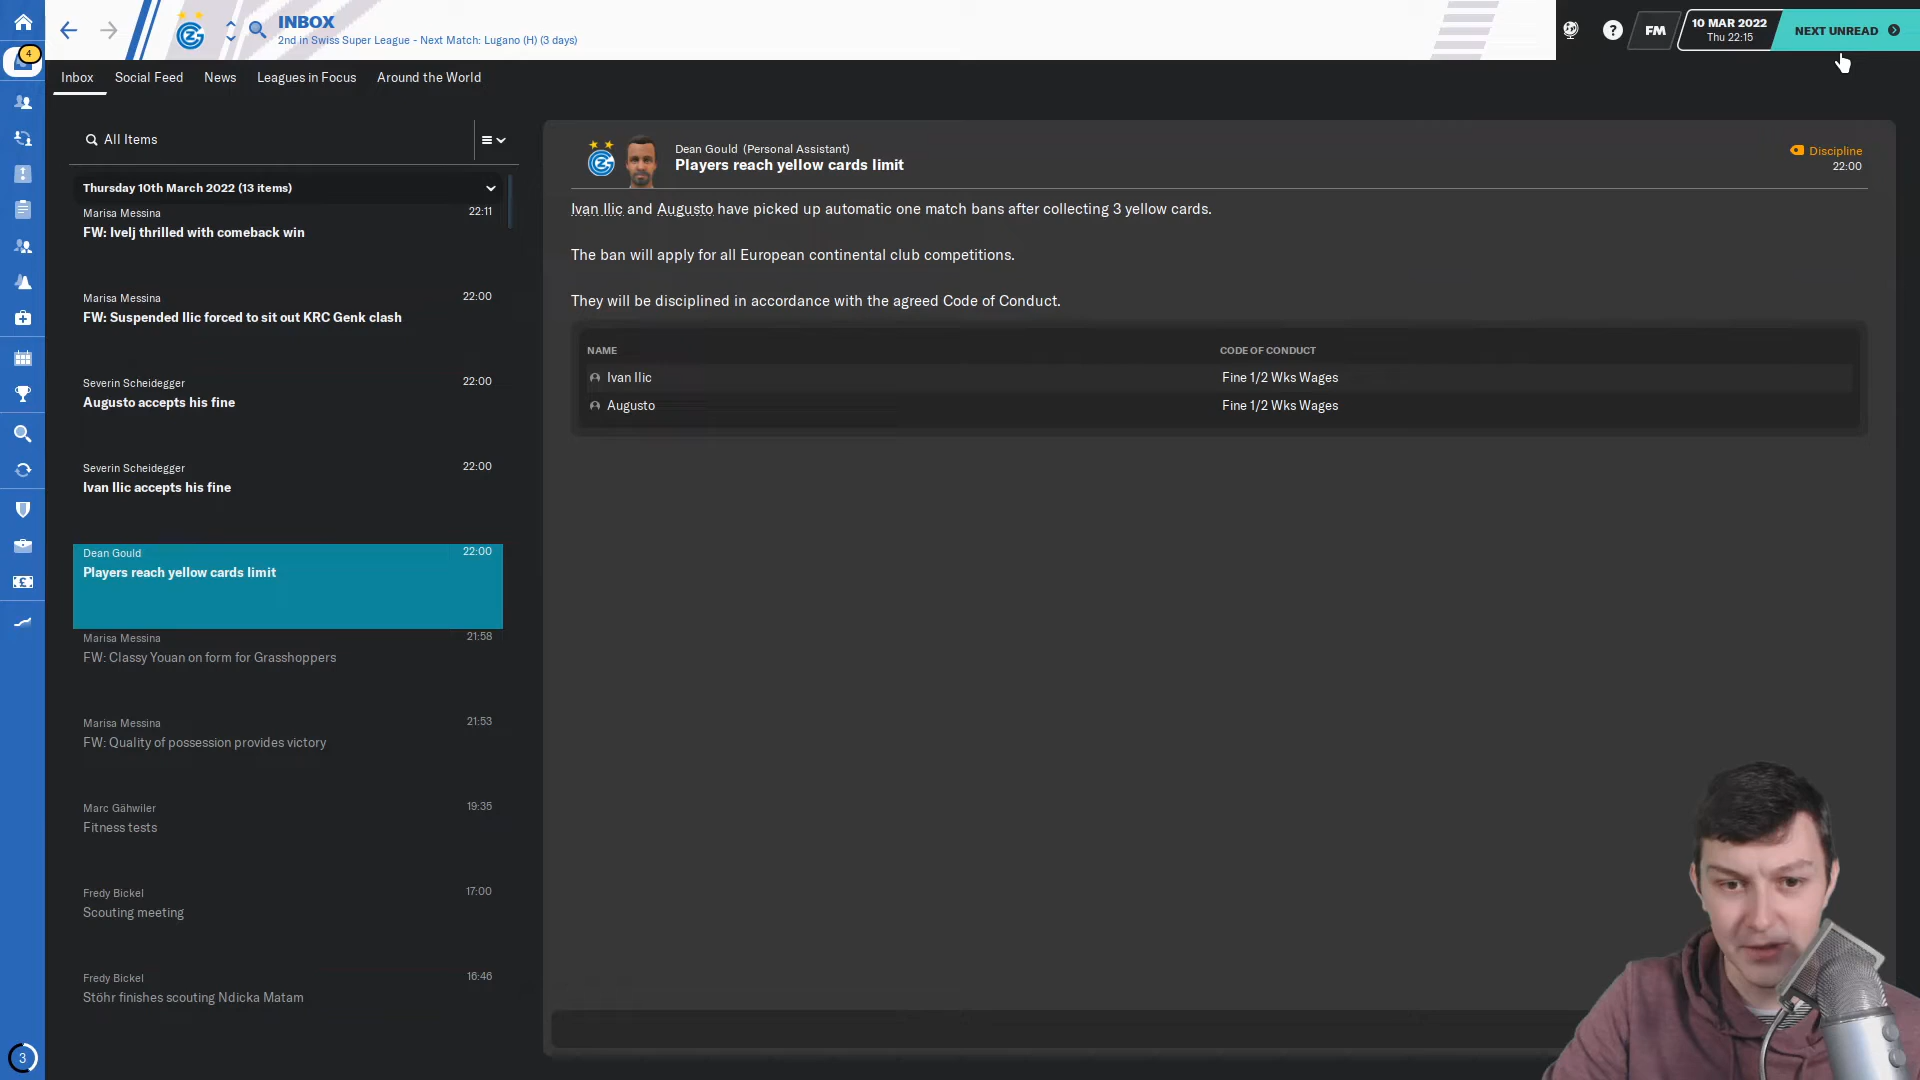 INBOX
2nd in Swiss Super League - Next Match: Lugano (H) (3 days)
?
FM
10 MAR 2022
Thu 22:15
NEXT UNREAD
4
Inbox
Social Feed
News
Leagues in Focus
Around the World
All Items
Thursday 10th March 2022 (13 items)
Marisa Messina 22:11
FW: Ivelj thrilled with comeback win
Marisa Messina 22:00
FW: Suspended Ilic forced to sit out KRC Genk clash
Severin Scheidegger 22:00
Augusto accepts his fine
Severin Scheidegger 22:00
Ivan Ilic accepts his fine
Dean Gould 22:00
Players reach yellow cards limit
Marisa Messina 21:58
FW: Classy Youan on form for Grasshoppers
Marisa Messina 21:53
FW: Quality of possession provides victory
Marc Gähwiler 19:35
Fitness tests
Fredy Bickel 17:00
Scouting meeting
Fredy Bickel 16:46
Stöhr finishes scouting Ndicka Matam
3
Dean Gould (Personal Assistant)
Players reach yellow cards limit
Discipline
22:00
Ivan Ilic and Augusto have picked up automatic one match bans after collecting 3 yellow cards.
The ban will apply for all European continental club competitions.
They will be disciplined in accordance with the agreed Code of Conduct.
NAME CODE OF CONDUCT
Ivan Ilic Fine 1/2 Wks Wages
Augusto Fine 1/2 Wks Wages